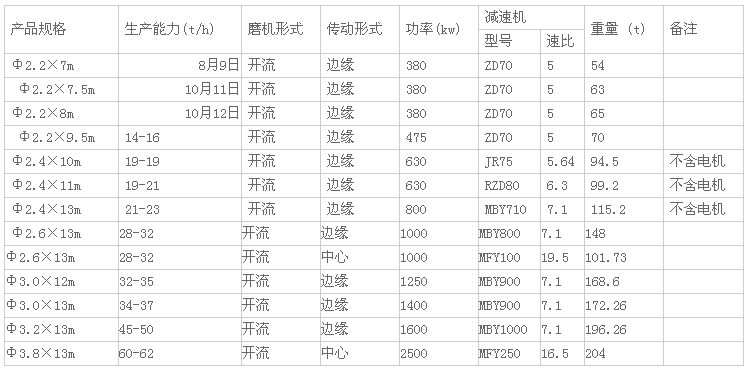 产品规格 生产能力(t/h) 磨机形式 传动形式 功率(kw) 减速机 重量 (t) 备注
型号 速比
Φ2.2×7m 8月9日 开流 边缘 380 ZD70 5 54
Φ2.2×7.5m 10月11日 开流 边缘 380 ZD70 5 63
Φ2.2×8m 10月12日 开流 边缘 380 ZD70 5 65
Φ2.2×9.5m 14-16 开流 边缘 475 ZD70 5 70
Φ2.4×10m 19-19 开流 边缘 630 JR75 5.64 94.5 不含电机
Φ2.4×11m 19-21 开流 边缘 630 RZD80 6.3 99.2 不含电机
Φ2.4×13m 21-23 开流 边缘 800 MBY710 7.1 115.2 不含电机
Φ2.6×13m 28-32 开流 边缘 1000 MBY800 7.1 148
Φ2.6×13m 28-32 开流 中心 1000 MFY100 19.5 101.73
Φ3.0×12m 32-35 开流 边缘 1250 MBY900 7.1 168.6
Φ3.0×13m 34-37 开流 边缘 1400 MBY900 7.1 172.26
Φ3.2×13m 45-50 开流 边缘 1600 MBY1000 7.1 196.26
Φ3.8×13m 60-62 开流 中心 2500 MFY250 16.5 204